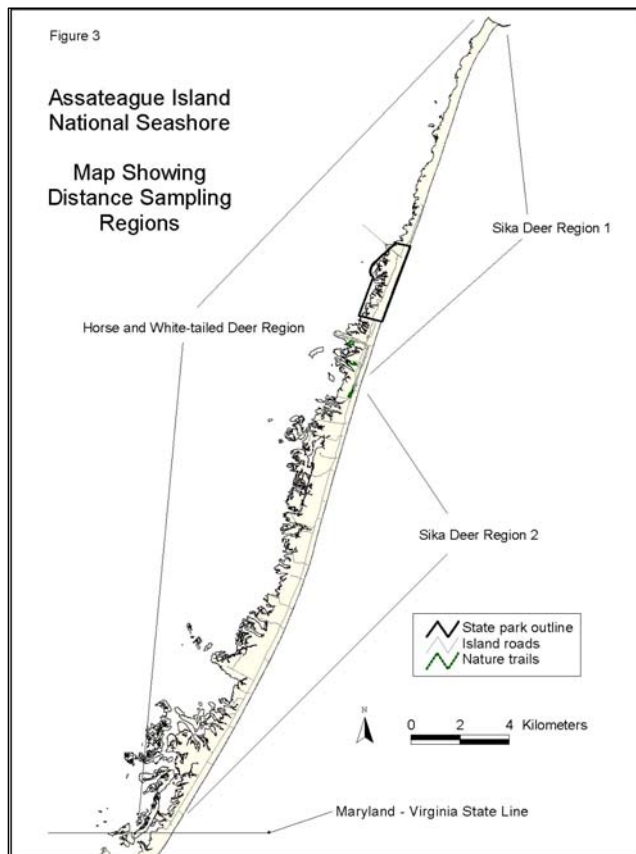 Figure 3
Assateague Island
National Seashore
Map Showing
Distance Sampling
Regions
Sika Deer Region 1
Horse and White-tailed Deer Region
Sika Deer Region 2
State park outline
Island roads
Nature trails
N
0 2 4 Kilometers
Maryland - Virginia State Line